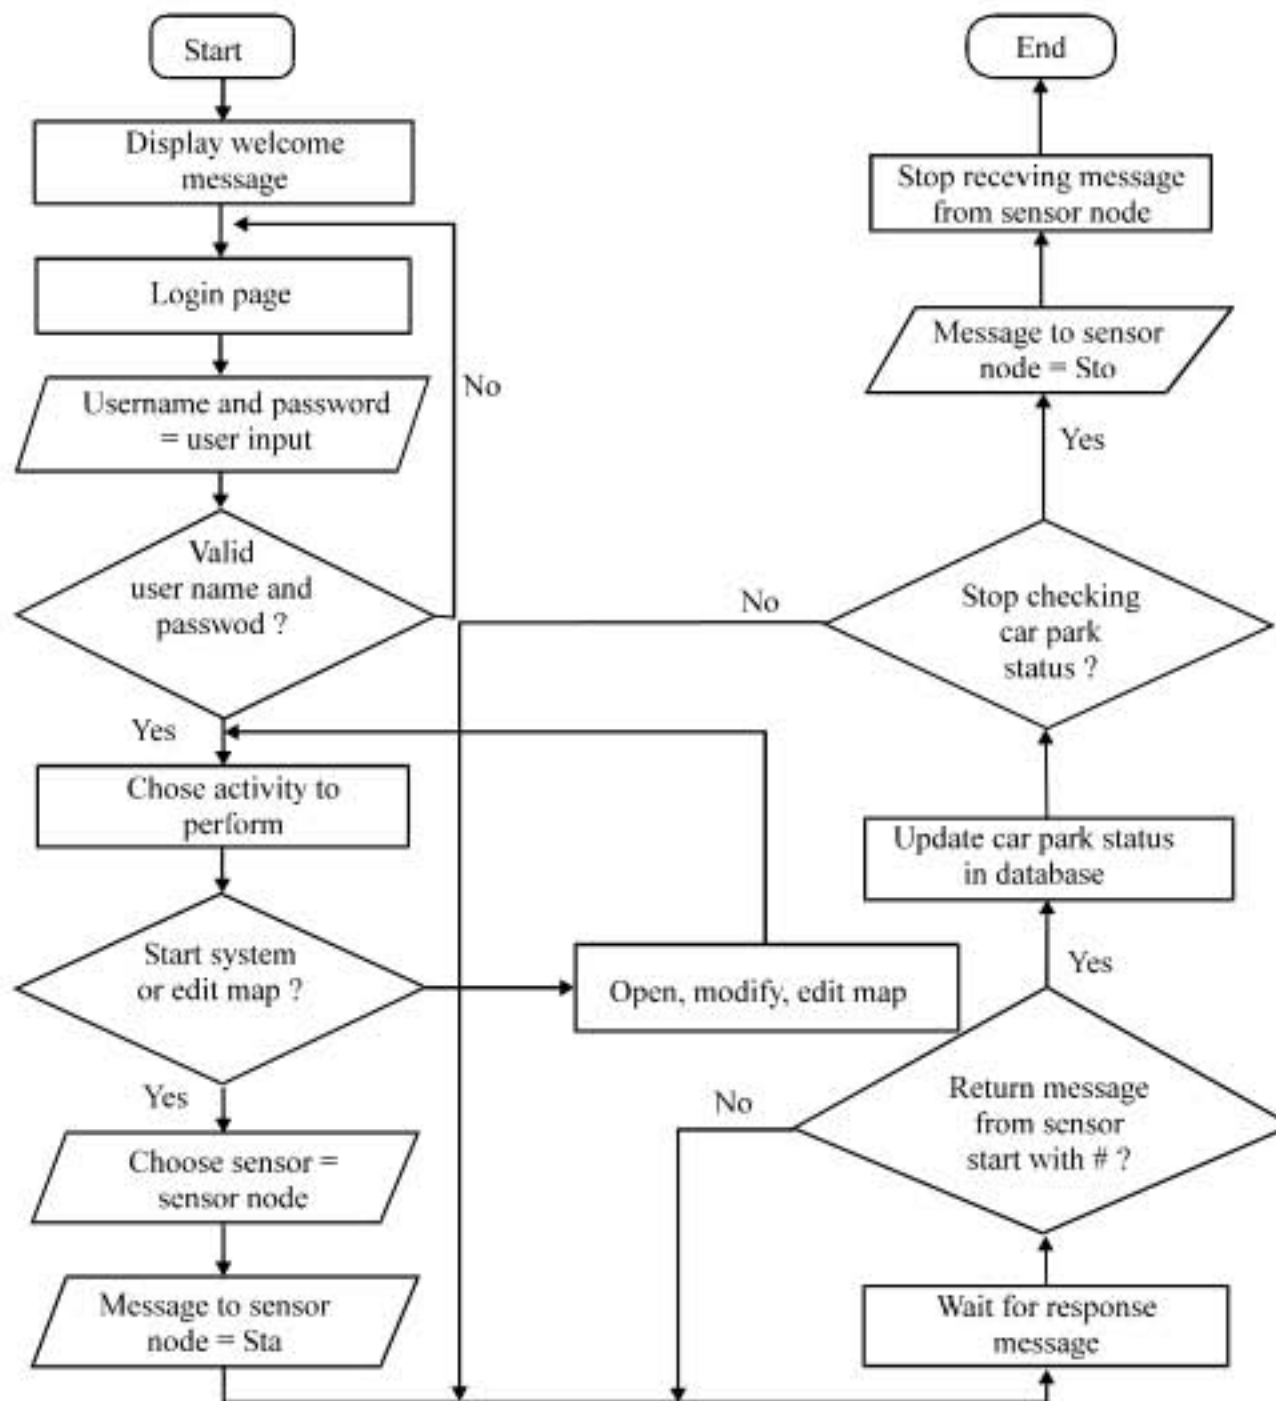 Start
Display welcome
message
Login page
Username and password
= user input
No
Valid
user name and
passwod ?
Yes
Chose activity to
perform
Start system
or edit map ?
Open, modify, edit map
Yes
Choose sensor =
sensor node
Message to sensor
node = Sta
End
Stop receving message
from sensor node
Message to sensor
node = Sto
Yes
No
Stop checking
car park
status ?
Update car park status
in database
Yes
No
Return message
from sensor
start with # ?
Wait for response
message